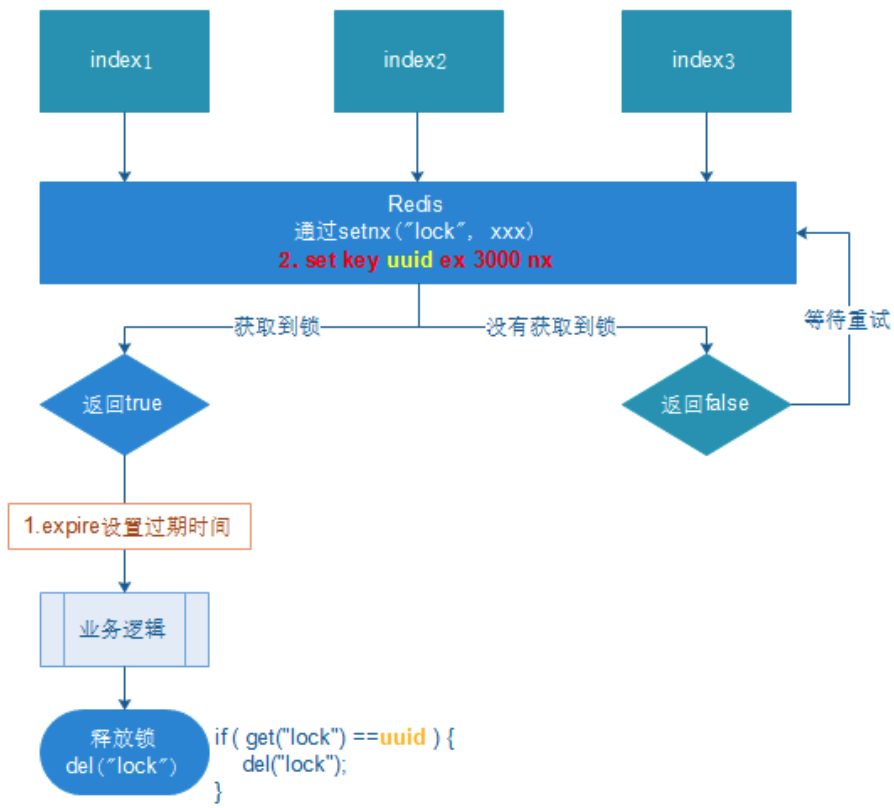 index1
index2
index3
Redis
通过setnx("lock", xxx)
2. set key uuid ex 3000 nx
获取到锁
没有获取到锁
等待重试
返回true
返回false
1.expire设置过期时间
业务逻辑
释放锁
del("lock")
if ( get("lock") ==uuid ) {
del("lock");
}